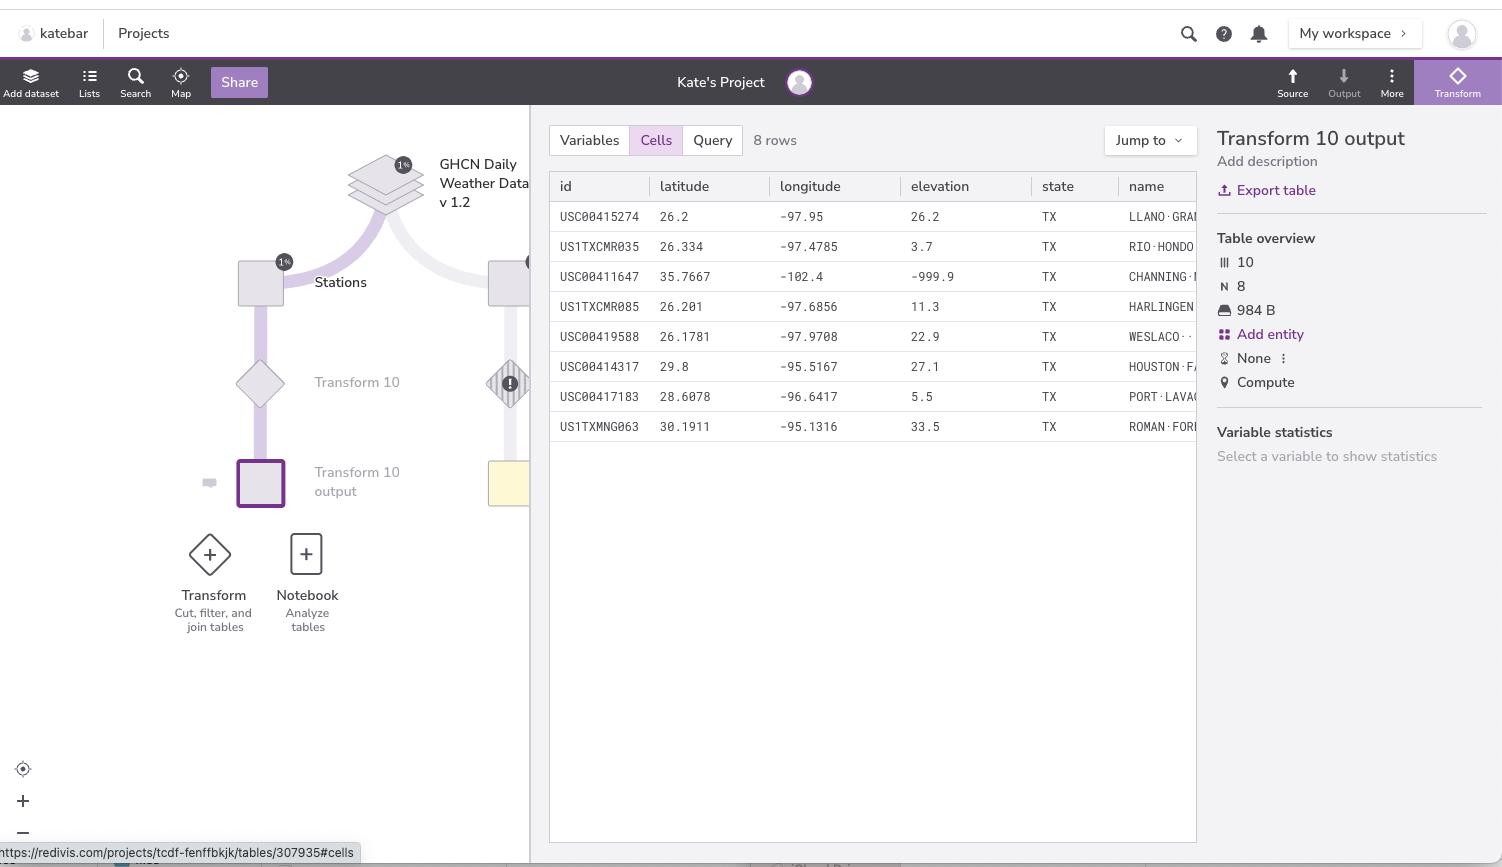 katebar
Projects
My workspace
Add dataset
Lists
Search
Map
Share
Kate's Project
Source
Output
More
Transform
GHCN Daily
Weather Data
v 1.2
1%
1%
Stations
Transform 10
!
Transform 10
output
Transform
Cut, filter, and
join tables
Notebook
Analyze
tables
https://redivis.com/projects/tcdf-fenffbkjk/tables/307935#cells
Variables Cells Query 8 rows
Jump to
id latitude longitude elevation state name
USC00415274 26.2 -97.95 26.2 TX LLANO·GRAN
US1TXCMR035 26.334 -97.4785 3.7 TX RIO·HONDO
USC00411647 35.7667 -102.4 -999.9 TX CHANNING·
US1TXCMR085 26.201 -97.6856 11.3 TX HARLINGEN
USC00419588 26.1781 -97.9708 22.9 TX WESLACO··
USC00414317 29.8 -95.5167 27.1 TX HOUSTON·FA
USC00417183 28.6078 -96.6417 5.5 TX PORT·LAVAC
US1TXMNG063 30.1911 -95.1316 33.5 TX ROMAN·FORE
Transform 10 output
Add description
Export table
Table overview
10
N 8
984 B
Add entity
None
Compute
Variable statistics
Select a variable to show statistics